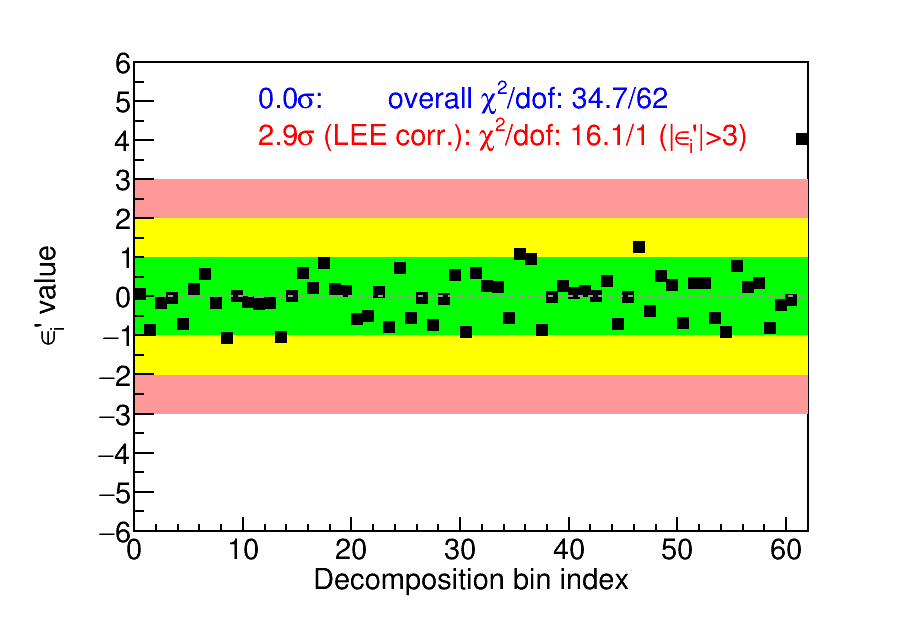 0.0σ: overall χ²/dof: 34.7/62
2.9σ (LEE corr.): χ²/dof: 16.1/1 (|ϵᵢ'|>3)
6
5
4
3
2
1
0
−1
−2
−3
−4
−5
−6
ϵᵢ' value
0 10 20 30 40 50 60
Decomposition bin index